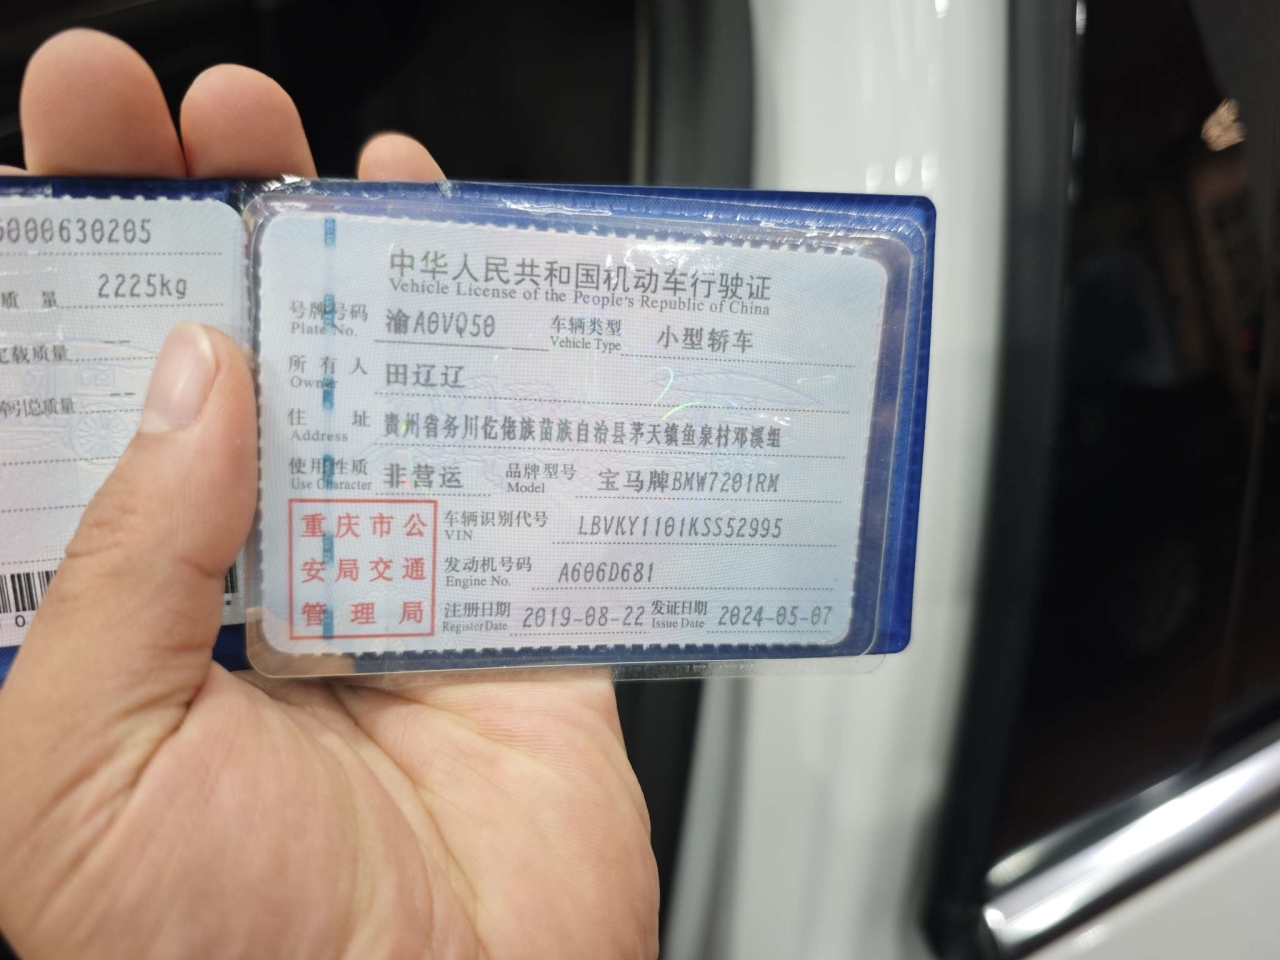 6000630205
质 量 2225kg
定载质量 --
牵引总质量 --
0
中华人民共和国机动车行驶证
Vehicle License of the People's Republic of China
号牌号码 渝A0VQ50 车辆类型 小型轿车
Plate No. Vehicle Type
所有人 田辽辽
Owner
住址 贵州省务川仡佬族苗族自治县茅天镇鱼泉村邓溪组
Address
使用性质 非营运 品牌型号 宝马牌BMW7201RM
Use Character Model
重庆市公
安局交通
管理局
车辆识别代号 LBVKY1101KSS52995
VIN
发动机号码 A606D681
Engine No.
注册日期 2019-08-22 发证日期 2024-05-07
Register Date Issue Date